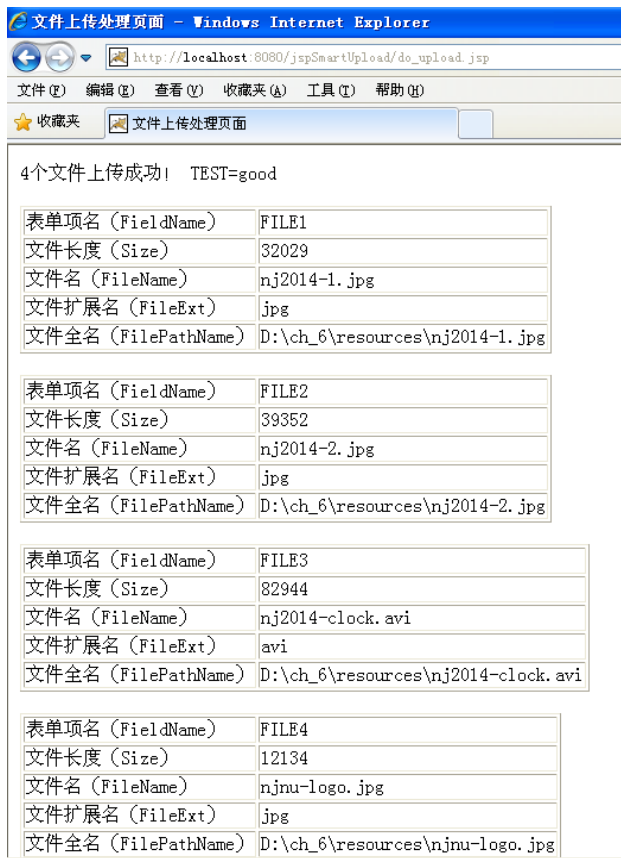 文件上传处理页面 - Windows Internet Explorer
http://localhost:8080/jspSmartUpload/do_upload.jsp
文件(F) 编辑(E) 查看(V) 收藏夹(A) 工具(T) 帮助(H)
收藏夹 文件上传处理页面
4个文件上传成功! TEST=good
表单项名(FieldName) FILE1
文件长度(Size) 32029
文件名(FileName) nj2014-1.jpg
文件扩展名(FileExt) jpg
文件全名(FilePathName) D:\ch_6\resources\nj2014-1.jpg
表单项名(FieldName) FILE2
文件长度(Size) 39352
文件名(FileName) nj2014-2.jpg
文件扩展名(FileExt) jpg
文件全名(FilePathName) D:\ch_6\resources\nj2014-2.jpg
表单项名(FieldName) FILE3
文件长度(Size) 82944
文件名(FileName) nj2014-clock.avi
文件扩展名(FileExt) avi
文件全名(FilePathName) D:\ch_6\resources\nj2014-clock.avi
表单项名(FieldName) FILE4
文件长度(Size) 12134
文件名(FileName) njnu-logo.jpg
文件扩展名(FileExt) jpg
文件全名(FilePathName) D:\ch_6\resources\njnu-logo.jpg